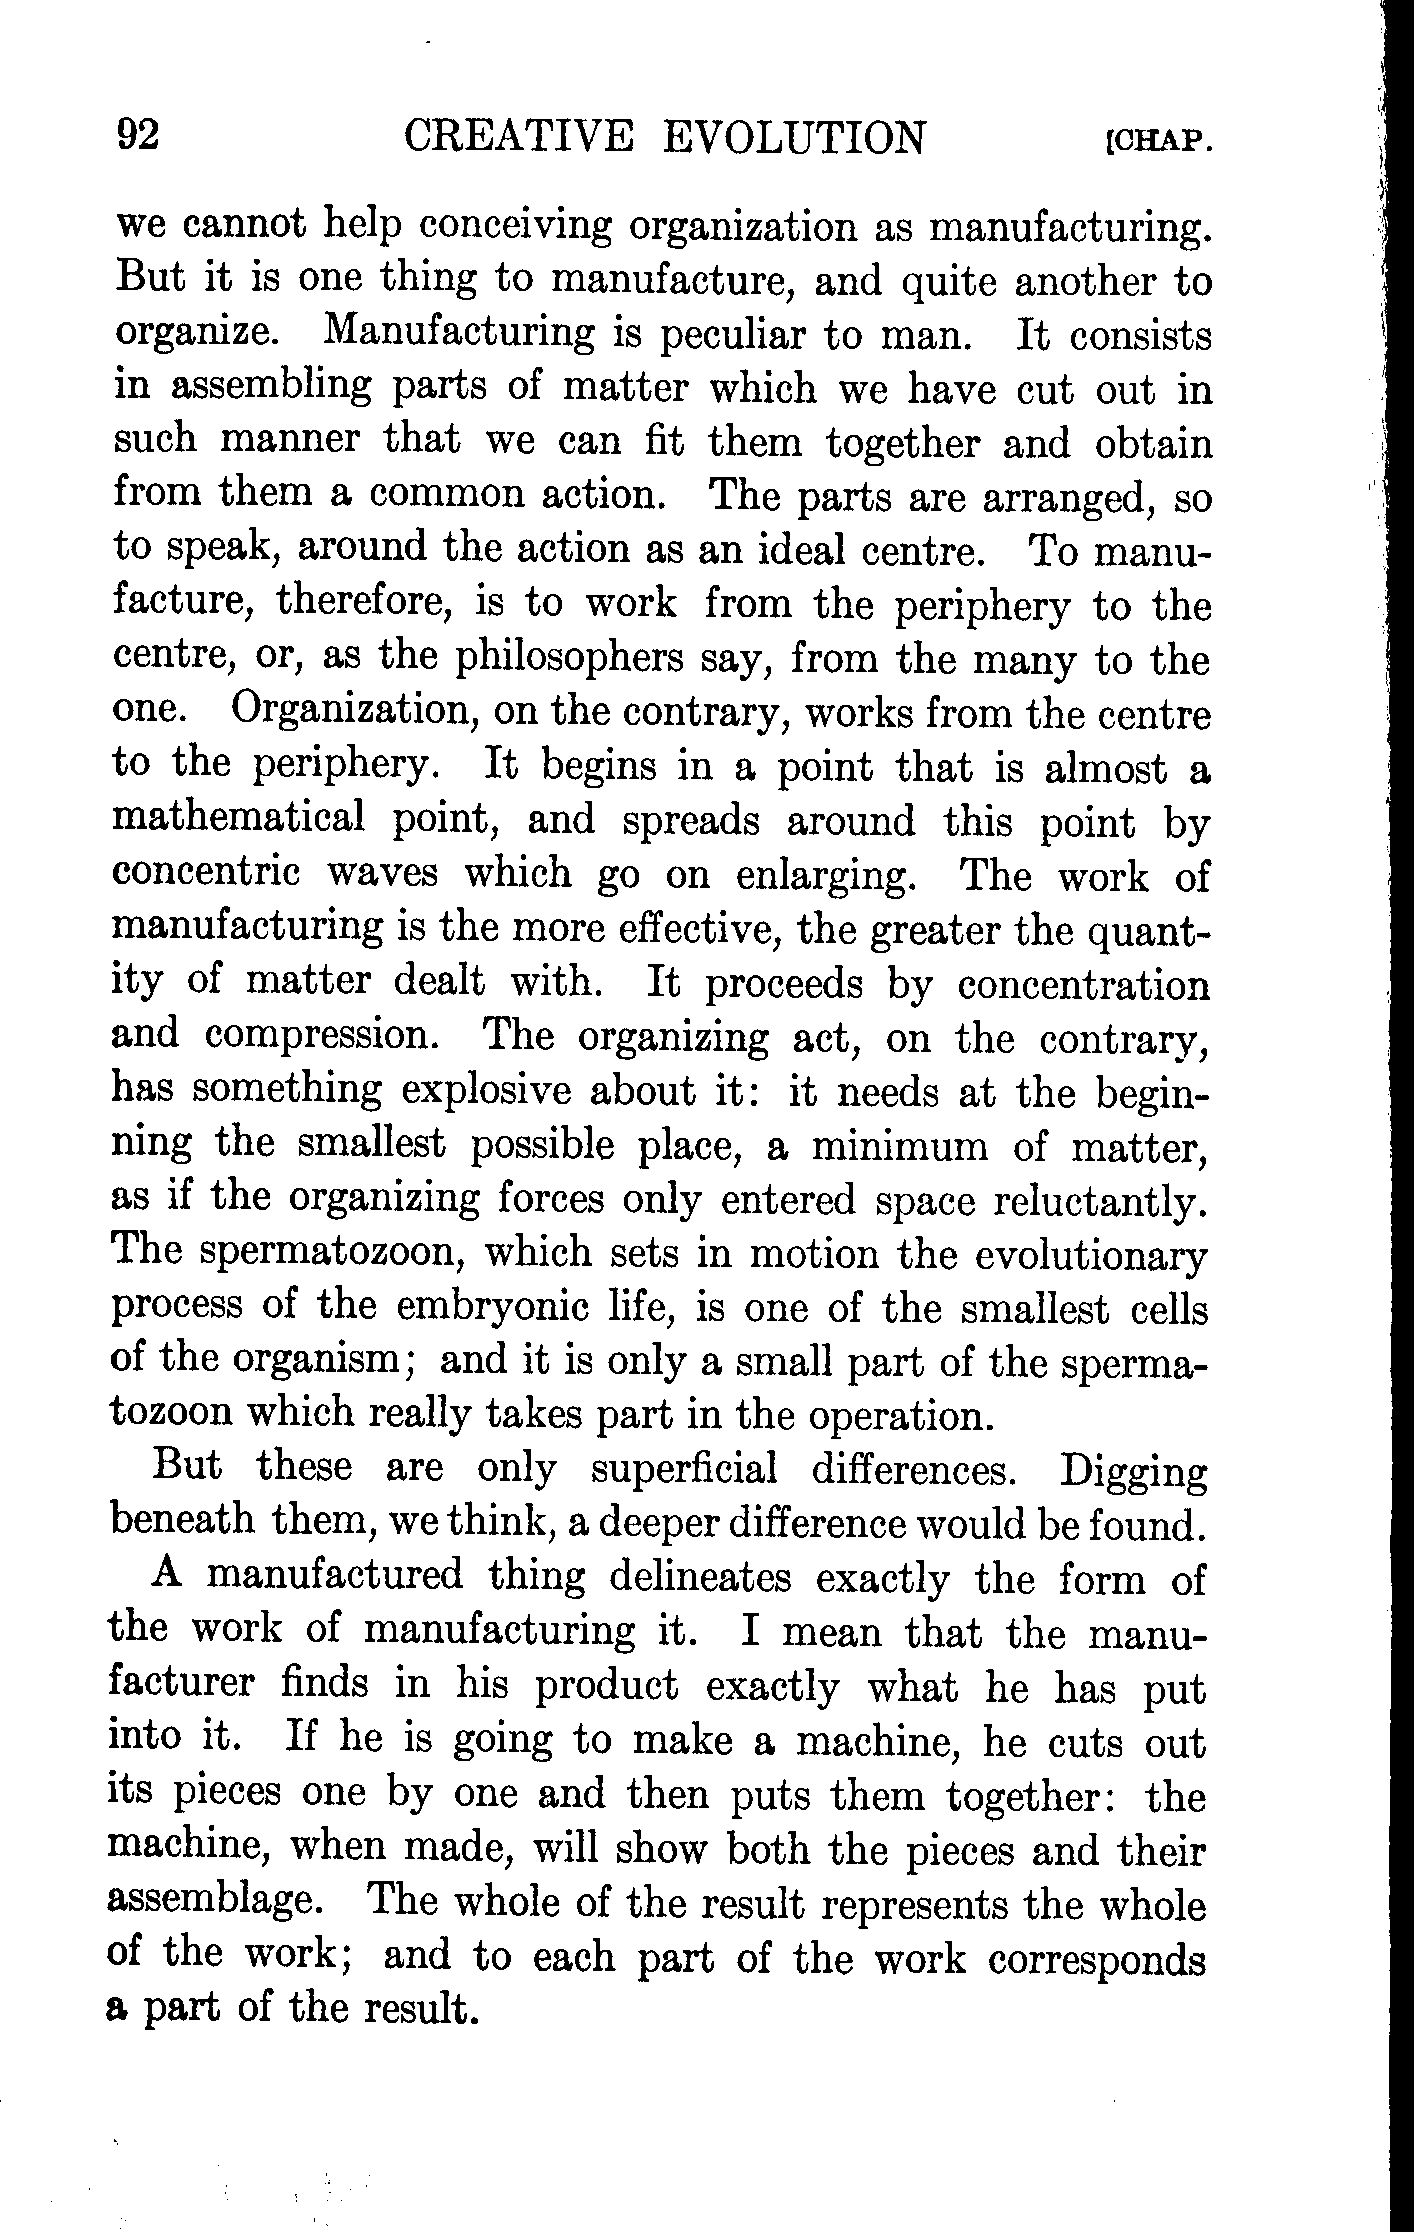 92 CREATIVE EVOLUTION [CHAP.
we cannot help conceiving organization as manufacturing.
But it is one thing to manufacture, and quite another to
organize. Manufacturing is peculiar to man. It consists
in assembling parts of matter which we have cut out in
such manner that we can fit them together and obtain
from them a common action. The parts are arranged, so
to speak, around the action as an ideal centre. To manu-
facture, therefore, is to work from the periphery to the
centre, or, as the philosophers say, from the many to the
one. Organization, on the contrary, works from the centre
to the periphery. It begins in a point that is almost a
mathematical point, and spreads around this point by
concentric waves which go on enlarging. The work of
manufacturing is the more effective, the greater the quant-
ity of matter dealt with. It proceeds by concentration
and compression. The organizing act, on the contrary,
has something explosive about it: it needs at the begin-
ning the smallest possible place, a minimum of matter,
as if the organizing forces only entered space reluctantly.
The spermatozoon, which sets in motion the evolutionary
process of the embryonic life, is one of the smallest cells
of the organism; and it is only a small part of the sperma-
tozoon which really takes part in the operation.
But these are only superficial differences. Digging
beneath them, we think, a deeper difference would be found.
A manufactured thing delineates exactly the form of
the work of manufacturing it. I mean that the manu-
facturer finds in his product exactly what he has put
into it. If he is going to make a machine, he cuts out
its pieces one by one and then puts them together: the
machine, when made, will show both the pieces and their
assemblage. The whole of the result represents the whole
of the work; and to each part of the work corresponds
a part of the result.